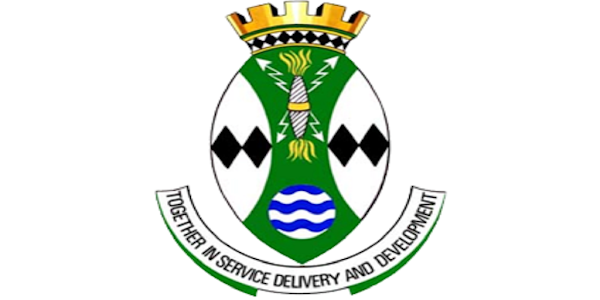 TOGETHER IN SERVICE DELIVERY AND DEVELOPMENT